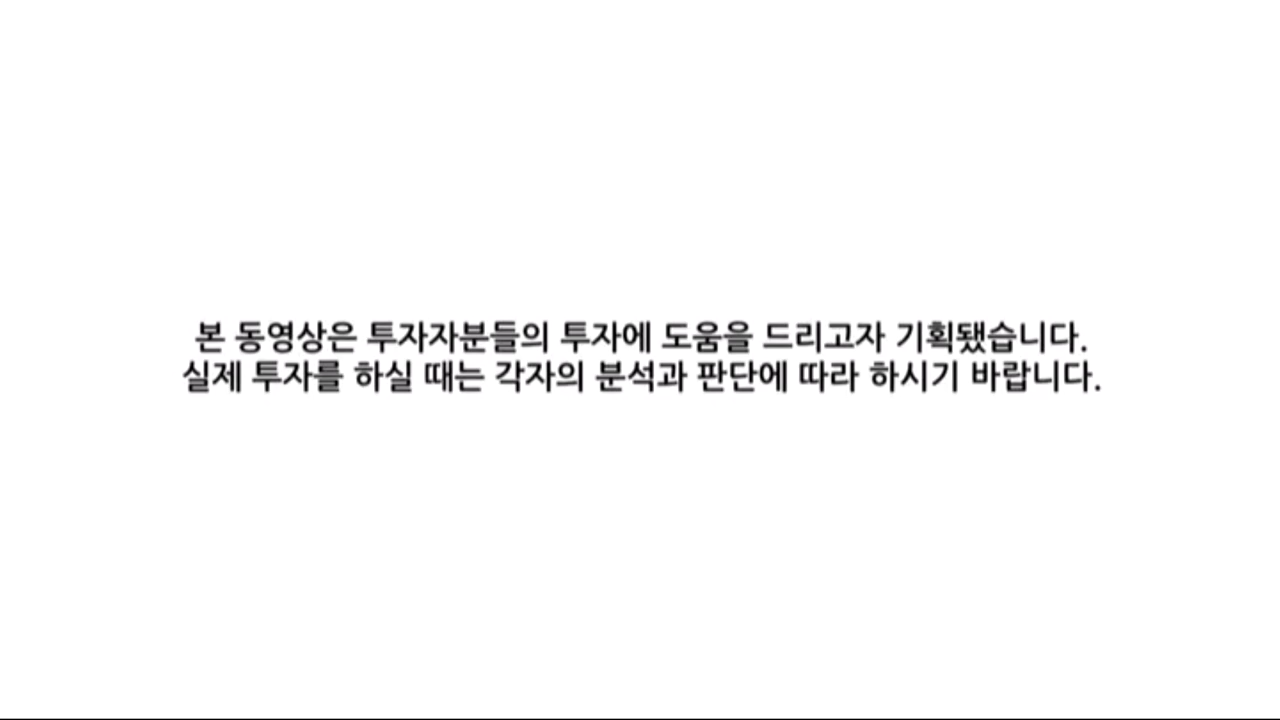 본 동영상은 투자자분들의 투자에 도움을 드리고자 기획됐습니다.
실제 투자를 하실 때는 각자의 분석과 판단에 따라 하시기 바랍니다.